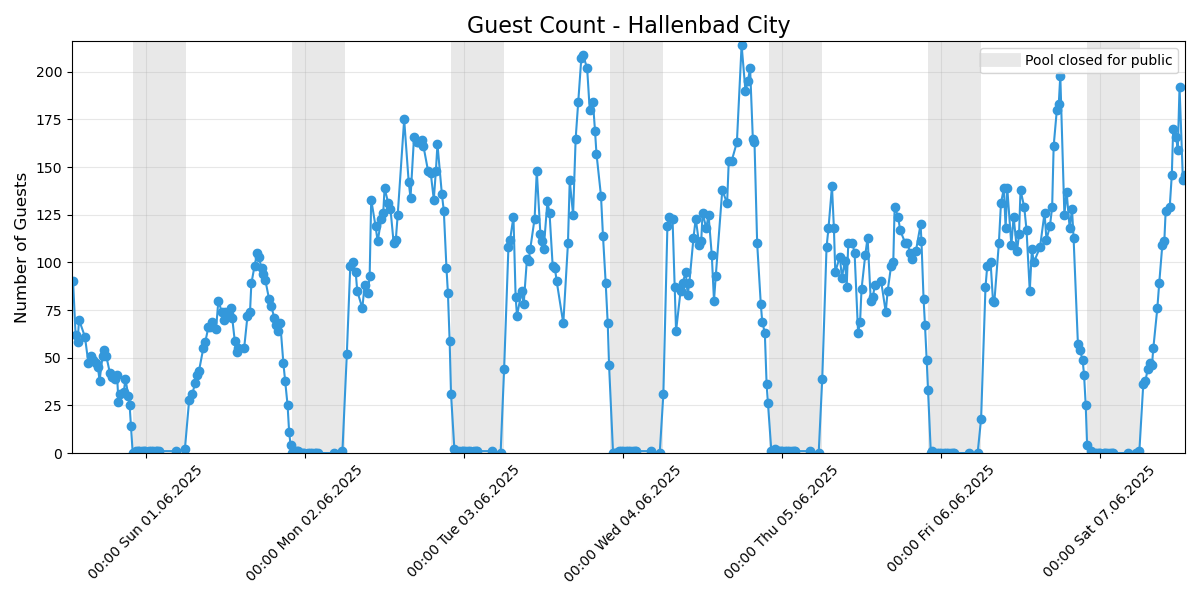 Guest Count - Hallenbad City
Pool closed for public
Number of Guests
200
175
150
125
100
75
50
25
0
00:00 Sun 01.06.2025
00:00 Mon 02.06.2025
00:00 Tue 03.06.2025
00:00 Wed 04.06.2025
00:00 Thu 05.06.2025
00:00 Fri 06.06.2025
00:00 Sat 07.06.2025